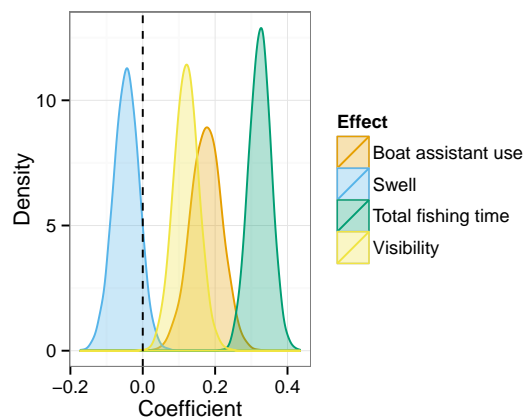 Density
10
5
0
−0.2
0.0
0.2
0.4
Coefficient
Effect
Boat assistant use
Swell
Total fishing time
Visibility